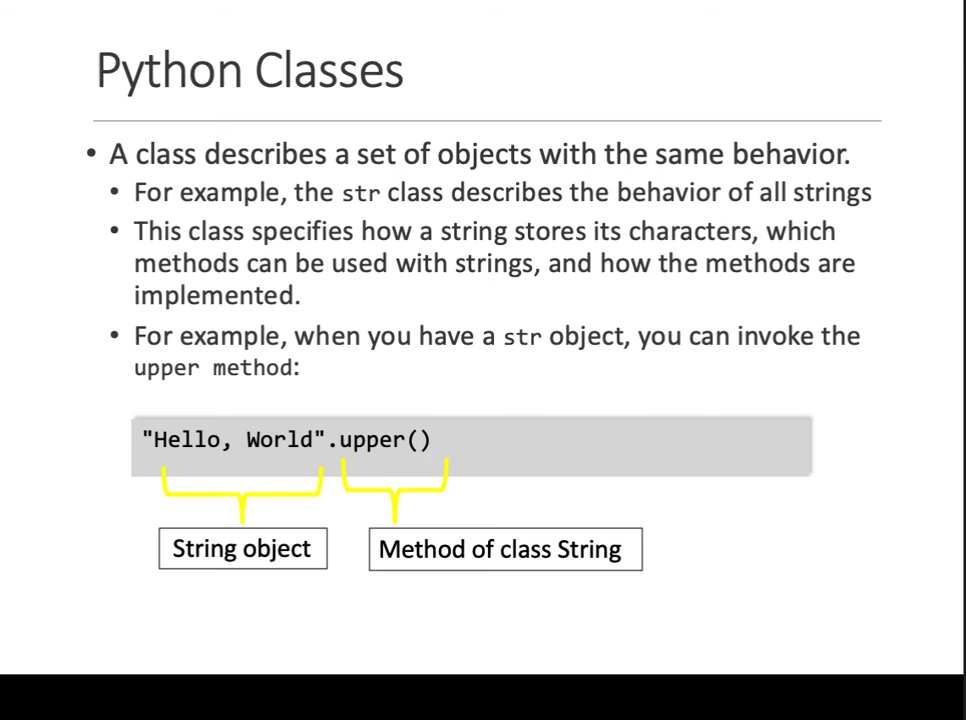 Python Classes
• A class describes a set of objects with the same behavior.
• For example, the str class describes the behavior of all strings
• This class specifies how a string stores its characters, which
methods can be used with strings, and how the methods are
implemented.
• For example, when you have a str object, you can invoke the
upper method:
"Hello, World".upper()
String object
Method of class String